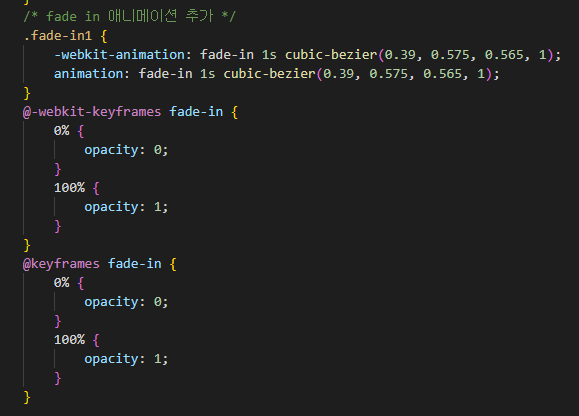 }
/* fade in 애니메이션 추가 */
.fade-in1 {
    -webkit-animation: fade-in 1s cubic-bezier(0.39, 0.575, 0.565, 1);
    animation: fade-in 1s cubic-bezier(0.39, 0.575, 0.565, 1);
}
@-webkit-keyframes fade-in {
    0% {
        opacity: 0;
    }
    100% {
        opacity: 1;
    }
}
@keyframes fade-in {
    0% {
        opacity: 0;
    }
    100% {
        opacity: 1;
    }
}